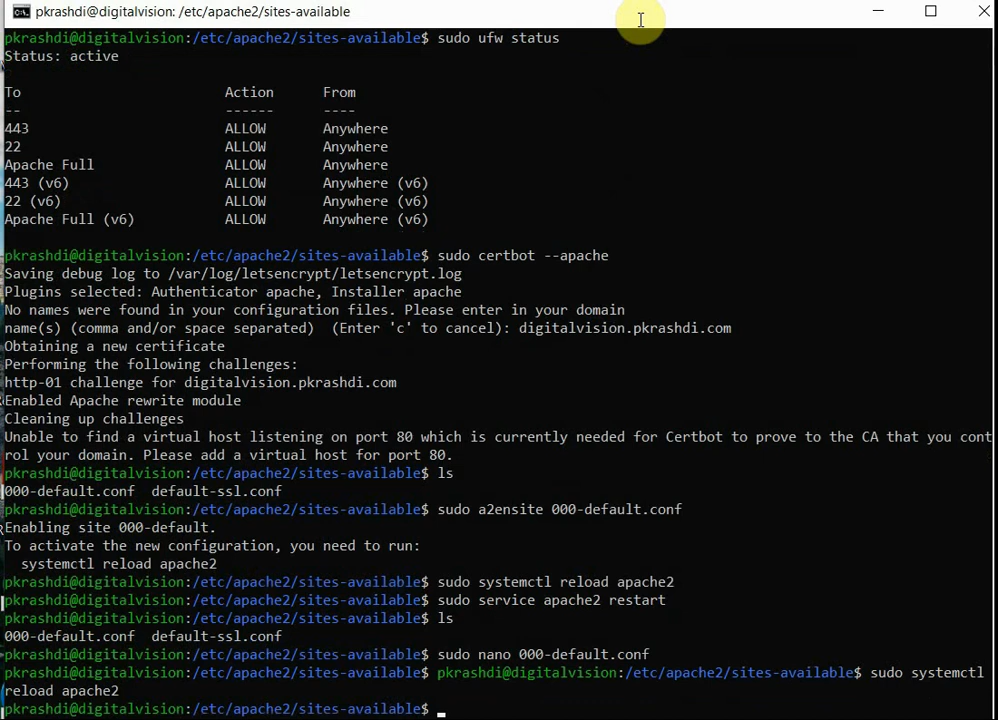 pkrashdi@digitalvision: /etc/apache2/sites-available
pkrashdi@digitalvision:/etc/apache2/sites-available$ sudo ufw status
Status: active
To                         Action      From
--                         ------      ----
443                        ALLOW       Anywhere
22                         ALLOW       Anywhere
Apache Full                ALLOW       Anywhere
443 (v6)                   ALLOW       Anywhere (v6)
22 (v6)                    ALLOW       Anywhere (v6)
Apache Full (v6)           ALLOW       Anywhere (v6)
pkrashdi@digitalvision:/etc/apache2/sites-available$ sudo certbot --apache
Saving debug log to /var/log/letsencrypt/letsencrypt.log
Plugins selected: Authenticator apache, Installer apache
No names were found in your configuration files. Please enter in your domain
name(s) (comma and/or space separated)  (Enter 'c' to cancel): digitalvision.pkrashdi.com
Obtaining a new certificate
Performing the following challenges:
http-01 challenge for digitalvision.pkrashdi.com
Enabled Apache rewrite module
Cleaning up challenges
Unable to find a virtual host listening on port 80 which is currently needed for Certbot to prove to the CA that you cont
rol your domain. Please add a virtual host for port 80.
pkrashdi@digitalvision:/etc/apache2/sites-available$ ls
000-default.conf  default-ssl.conf
pkrashdi@digitalvision:/etc/apache2/sites-available$ sudo a2ensite 000-default.conf
Enabling site 000-default.
To activate the new configuration, you need to run:
  systemctl reload apache2
pkrashdi@digitalvision:/etc/apache2/sites-available$ sudo systemctl reload apache2
pkrashdi@digitalvision:/etc/apache2/sites-available$ sudo service apache2 restart
pkrashdi@digitalvision:/etc/apache2/sites-available$ ls
000-default.conf  default-ssl.conf
pkrashdi@digitalvision:/etc/apache2/sites-available$ sudo nano 000-default.conf
pkrashdi@digitalvision:/etc/apache2/sites-available$ pkrashdi@digitalvision:/etc/apache2/sites-available$ sudo systemctl
reload apache2
pkrashdi@digitalvision:/etc/apache2/sites-available$